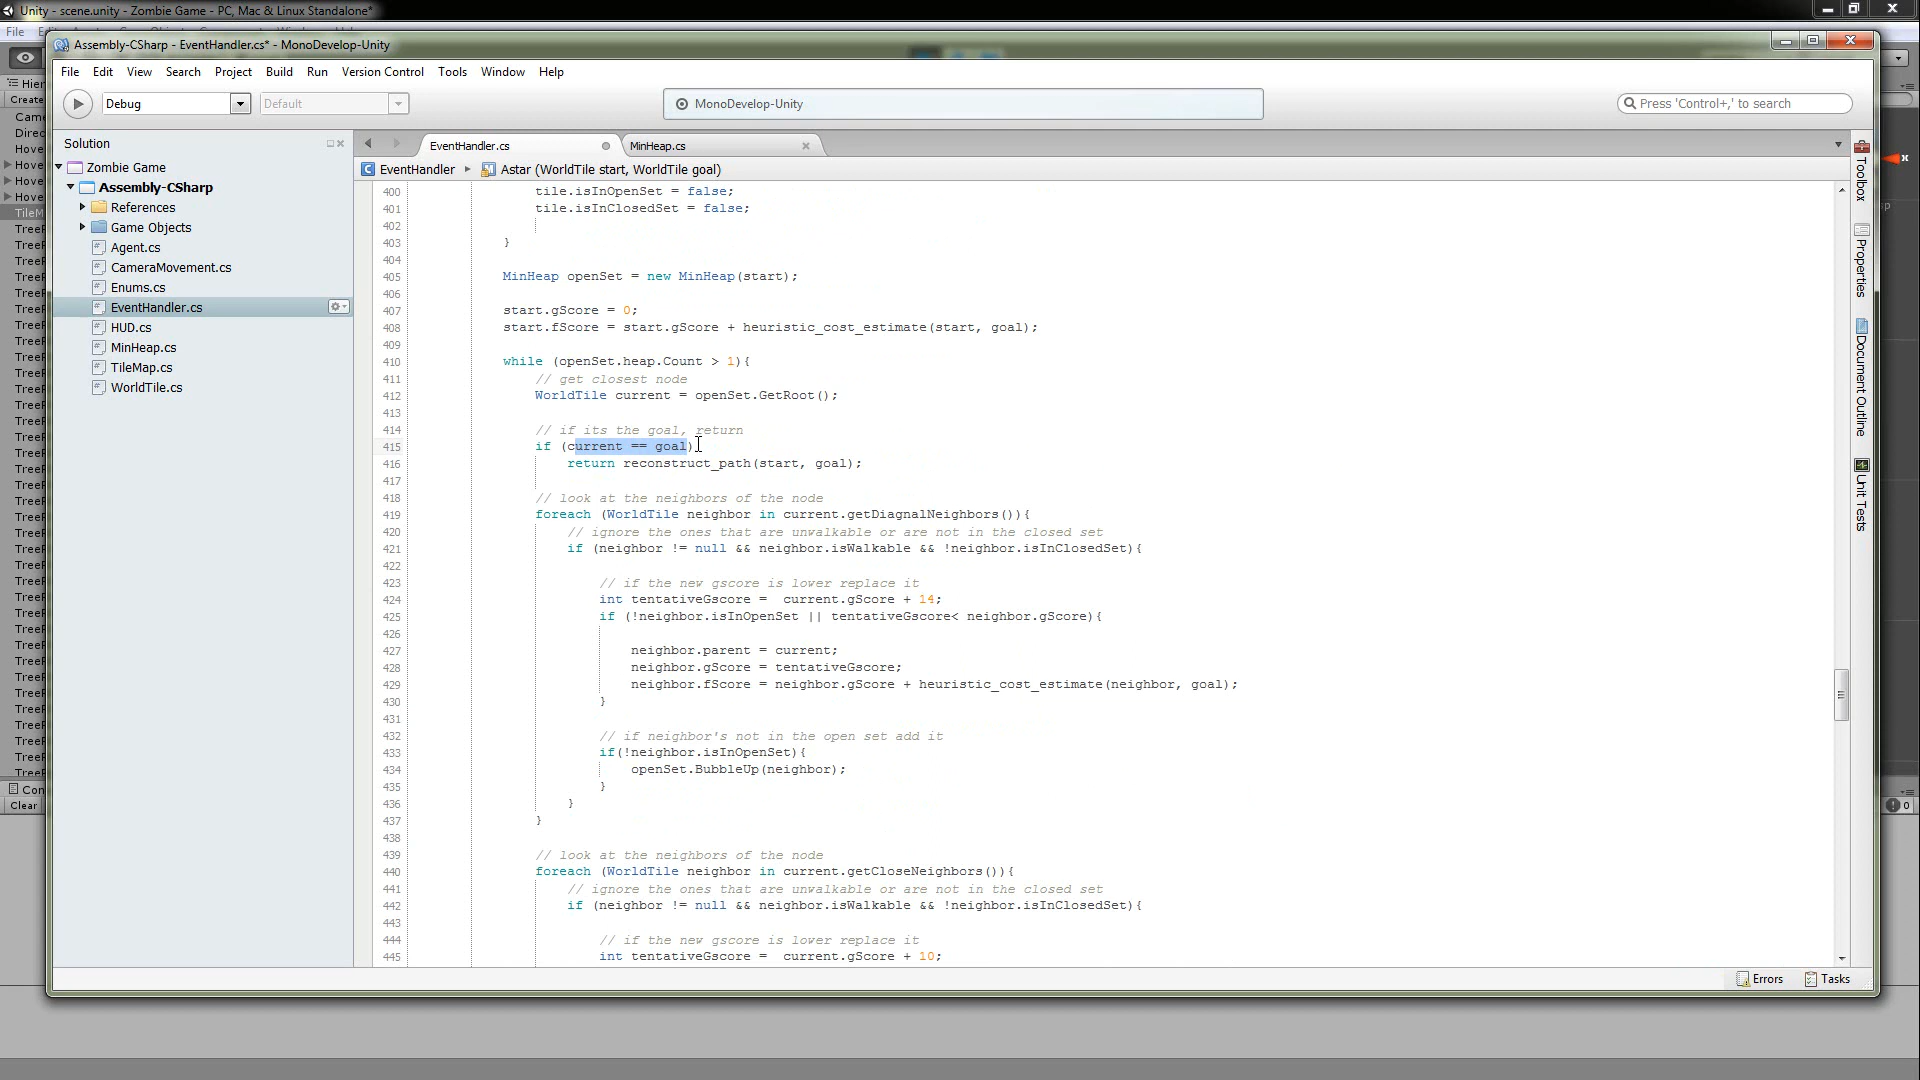 Unity - scene.unity - Zombie Game - PC, Mac & Linux Standalone*
File
Assembly-CSharp - EventHandler.cs* - MonoDevelop-Unity
File Edit View Search Project Build Run Version Control Tools Window Help
Debug Default MonoDevelop-Unity Press 'Control+,' to search
Hier
Create
Came
Direc
Hove
Hove
Hove
Hove
TileM
Solution
Zombie Game
Assembly-CSharp
References
Game Objects
Agent.cs
CameraMovement.cs
Enums.cs
EventHandler.cs
HUD.cs
MinHeap.cs
TileMap.cs
WorldTile.cs
EventHandler.cs MinHeap.cs
EventHandler Astar (WorldTile start, WorldTile goal)
400 tile.isInOpenSet = false;
401 tile.isInClosedSet = false;
402
403 }
404
405 MinHeap openSet = new MinHeap(start);
406
407 start.gScore = 0;
408 start.fScore = start.gScore + heuristic_cost_estimate(start, goal);
409
410 while (openSet.heap.Count > 1){
411 // get closest node
412 WorldTile current = openSet.GetRoot();
413
414 // if its the goal, return
415 if (current == goal)
416 return reconstruct_path(start, goal);
417
418 // look at the neighbors of the node
419 foreach (WorldTile neighbor in current.getDiagnalNeighbors()){
420 // ignore the ones that are unwalkable or are not in the closed set
421 if (neighbor != null && neighbor.isWalkable && !neighbor.isInClosedSet){
422
423 // if the new gscore is lower replace it
424 int tentativeGscore =  current.gScore + 14;
425 if (!neighbor.isInOpenSet || tentativeGscore< neighbor.gScore){
426
427 neighbor.parent = current;
428 neighbor.gScore = tentativeGscore;
429 neighbor.fScore = neighbor.gScore + heuristic_cost_estimate(neighbor, goal);
430 }
431
432 // if neighbor's not in the open set add it
433 if(!neighbor.isInOpenSet){
434 openSet.BubbleUp(neighbor);
435 }
436 }
437 }
438
439 // look at the neighbors of the node
440 foreach (WorldTile neighbor in current.getCloseNeighbors()){
441 // ignore the ones that are unwalkable or are not in the closed set
442 if (neighbor != null && neighbor.isWalkable && !neighbor.isInClosedSet){
443
444 // if the new gscore is lower replace it
445 int tentativeGscore =  current.gScore + 10;
Toolbox
Properties
Document Outline
Unit Tests
Errors Tasks
Con
Clear
0